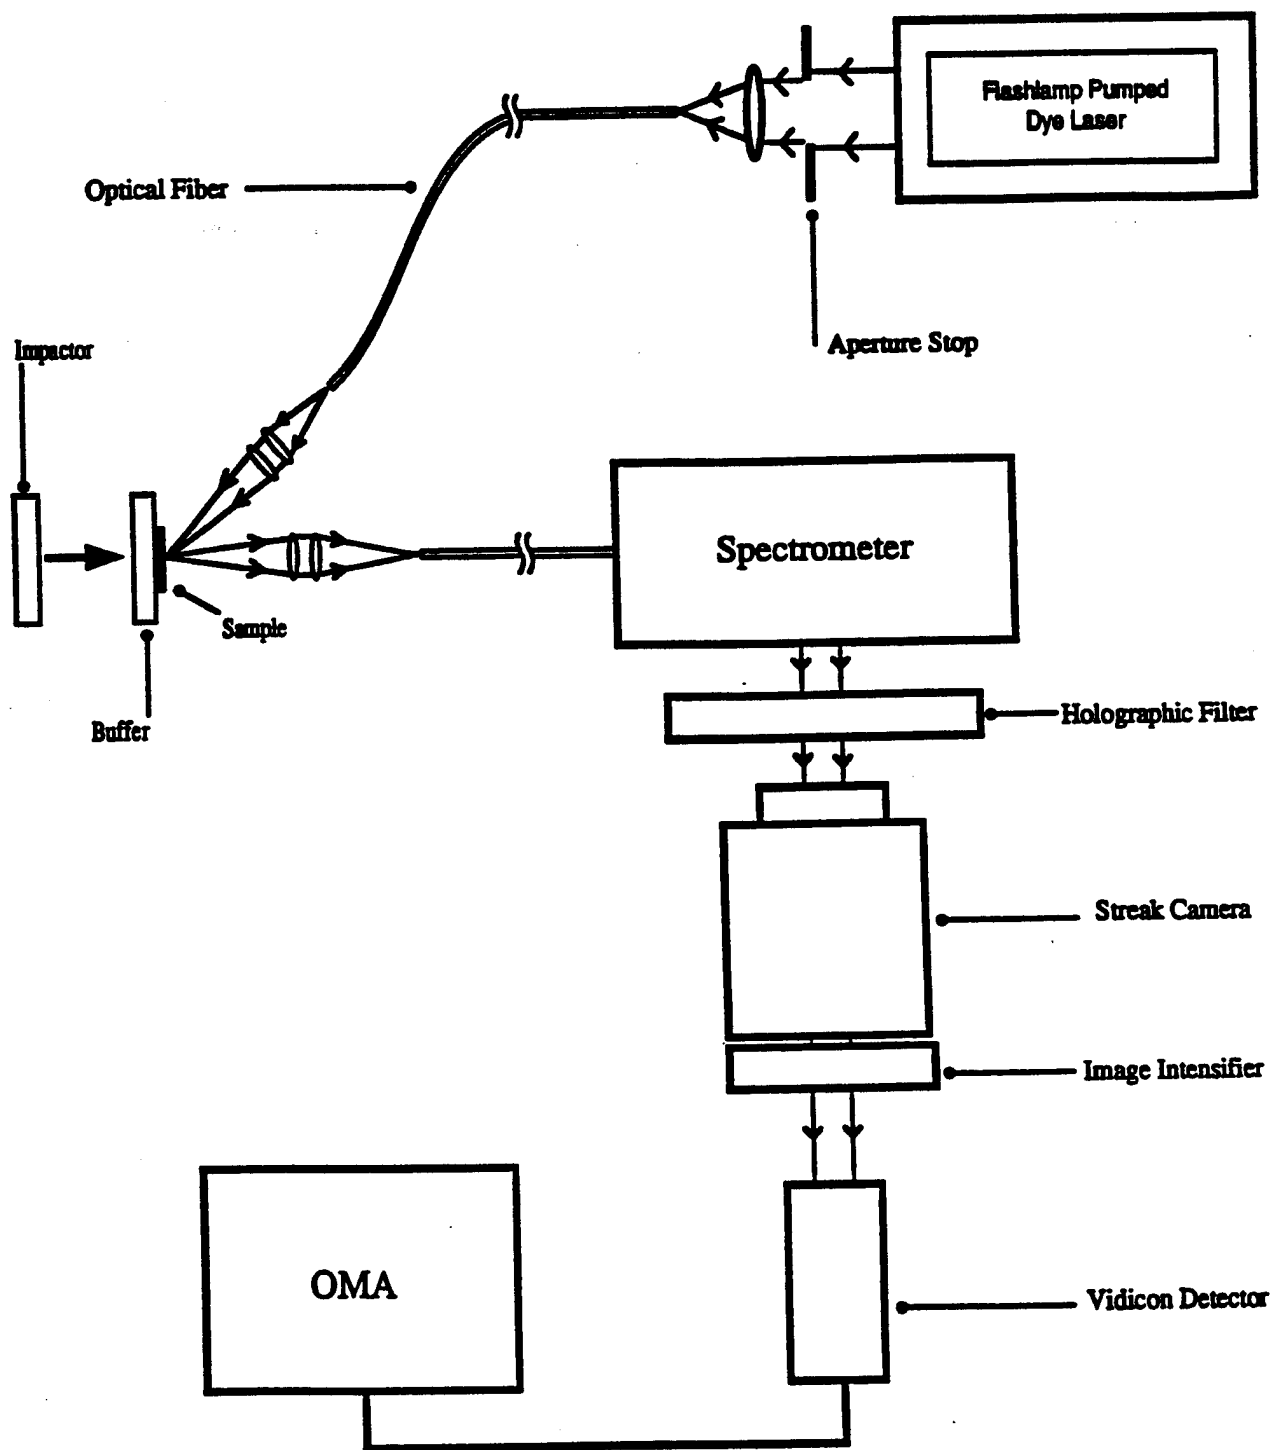 Flashlamp Pumped
Dye Laser
Optical Fiber
Aperture Stop
Impactor
Spectrometer
Sample
Buffer
Holographic Filter
Streak Camera
Image Intensifier
OMA
Vidicon Detector